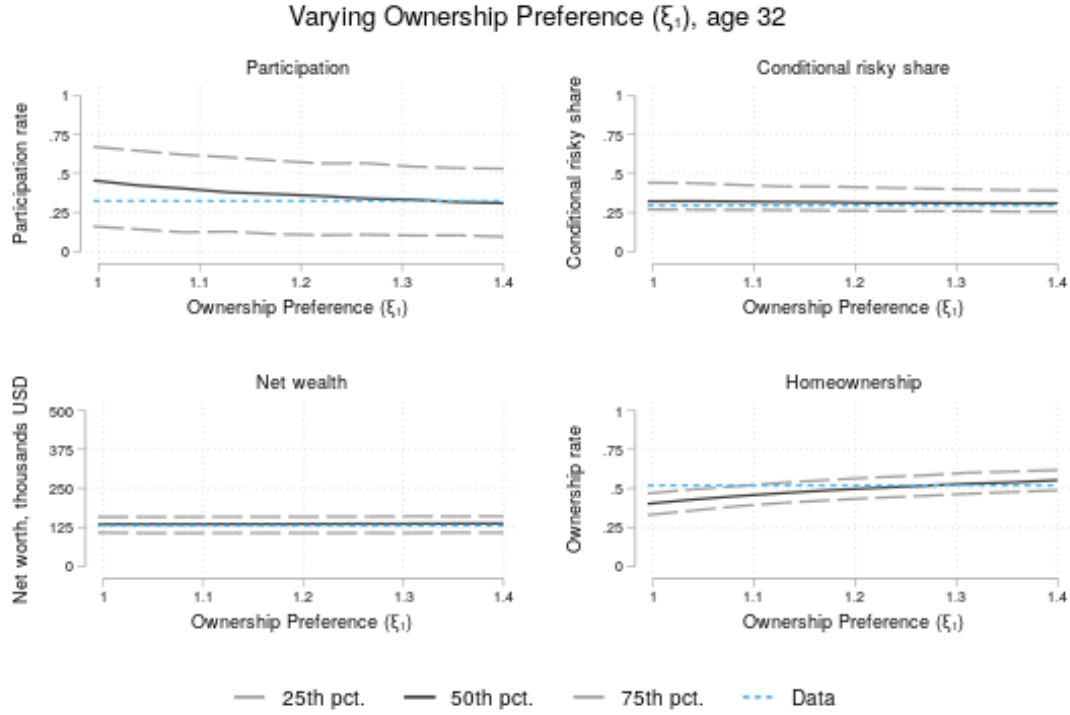 Varying Ownership Preference (ξ₁), age 32
Participation
Participation rate
1
.75
.5
.25
0
1
1.1
1.2
1.3
1.4
Ownership Preference (ξ₁)
Conditional risky share
Conditional risky share
1
.75
.5
.25
0
1
1.1
1.2
1.3
1.4
Ownership Preference (ξ₁)
Net wealth
Net worth, thousands USD
500
375
250
125
0
1
1.1
1.2
1.3
1.4
Ownership Preference (ξ₁)
Homeownership
Ownership rate
1
.75
.5
.25
0
1
1.1
1.2
1.3
1.4
Ownership Preference (ξ₁)
25th pct.
50th pct.
75th pct.
Data